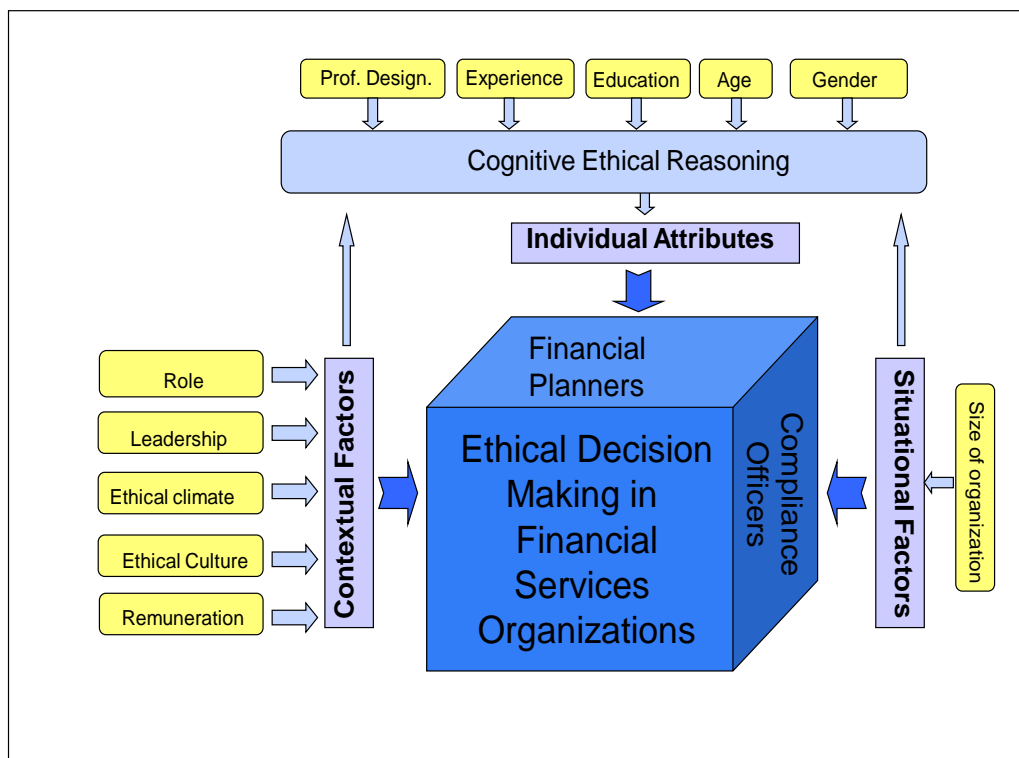 Prof. Design.
Experience
Education
Age
Gender
Cognitive Ethical Reasoning
Individual Attributes
Financial
Planners
Role
Leadership
Ethical climate
Ethical Culture
Remuneration
Contextual Factors
Ethical Decision
Making in
Financial
Services
Organizations
Compliance
Officers
Situational Factors
Size of organization